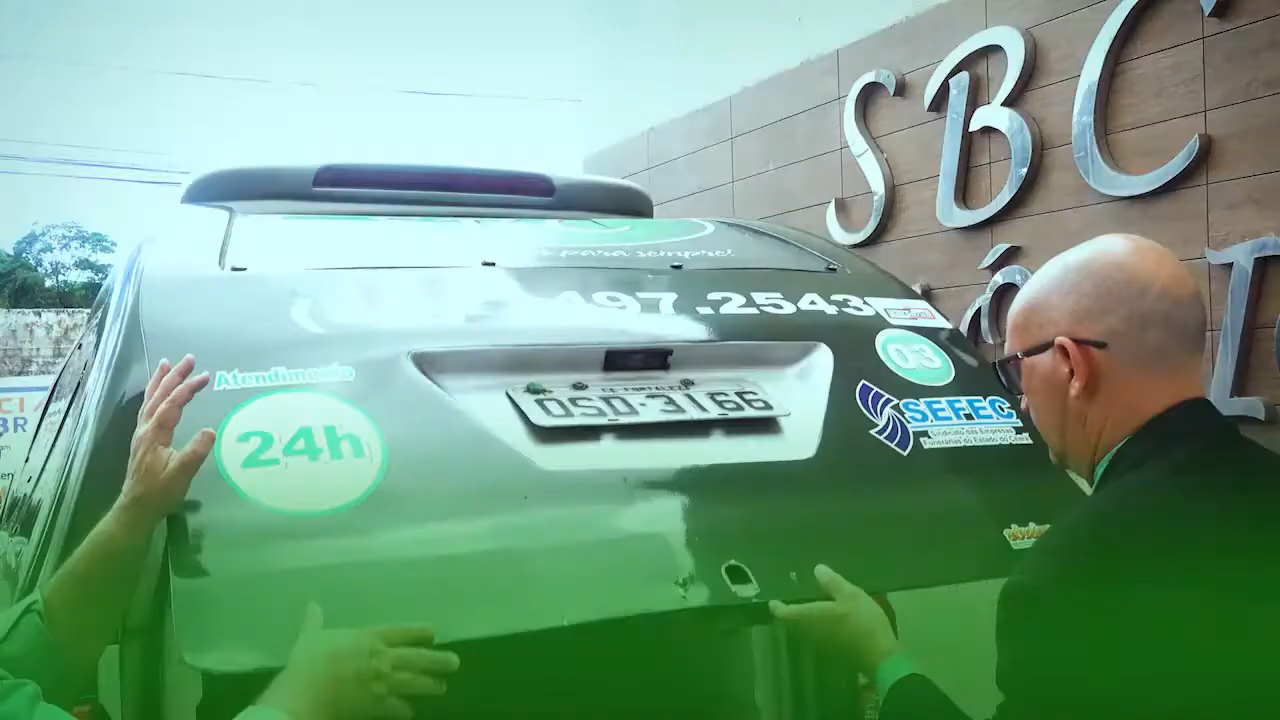 SBC
para sempre!
497.2543
03
Atendimento
24h
CE-FORTALEZA
OSD-3166
SEFEC
Sindicato das Empresas
Funerárias do Estado do Ceará